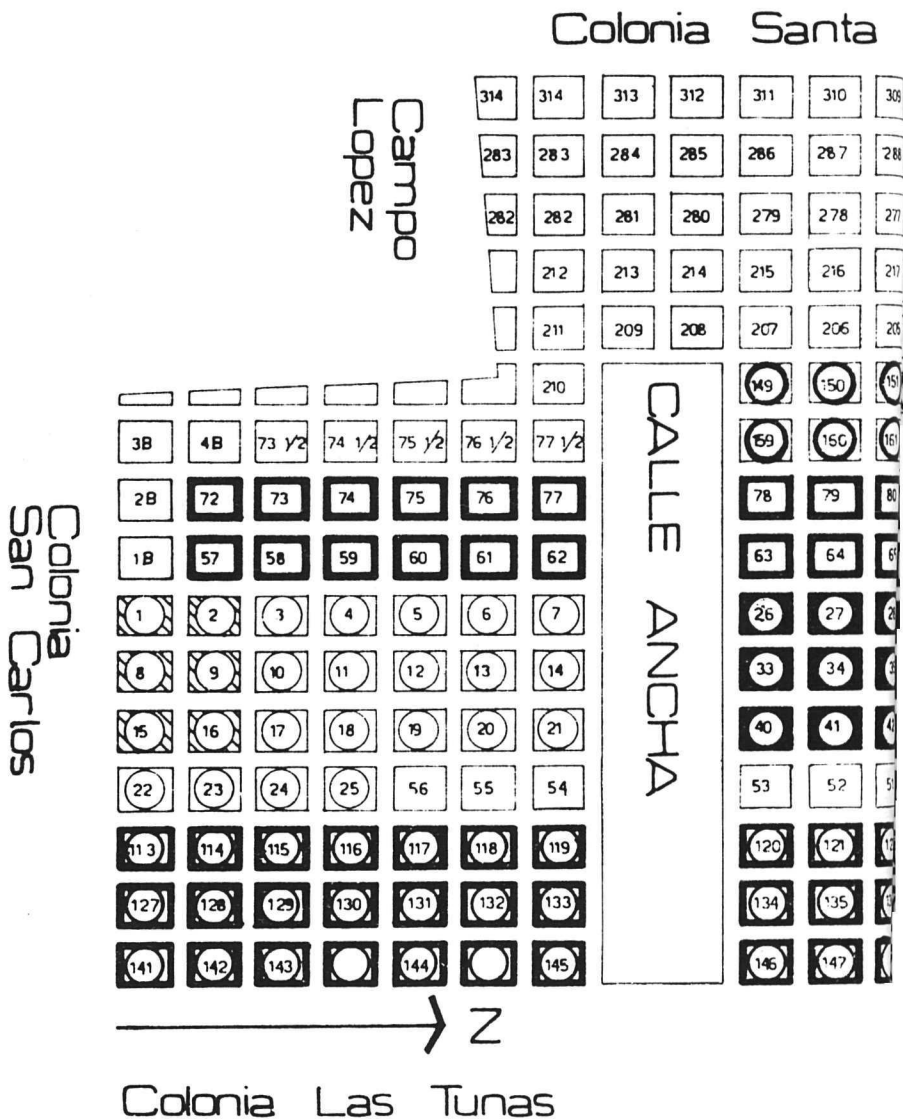 Colonia Santa
Campo
Lopez
314 314 313 312 311 310 309
283 283 284 285 286 287 288
282 282 281 280 279 278 277
212 213 214 215 216 217
211 209 208 207 206 205
210 149 150 151
3B 4B 73 1/2 74 1/2 75 1/2 76 1/2 77 1/2 159 160 161
2B 72 73 74 75 76 77 78 79 80
1B 57 58 59 60 61 62 63 64
1 2 3 4 5 6 7 26 27
8 9 10 11 12 13 14 33 34
15 16 17 18 19 20 21 40 41
22 23 24 25 56 55 54 53 52
113 114 115 116 117 118 119 120 121
127 128 129 130 131 132 133 134 135
141 142 143 144 145 146 147
CALLE ANCHA
Colonia
San Carlos
N
Colonia Las Tunas